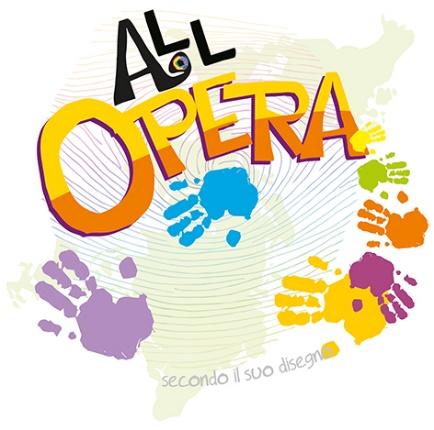 ALL
OPERA
secondo il suo disegno